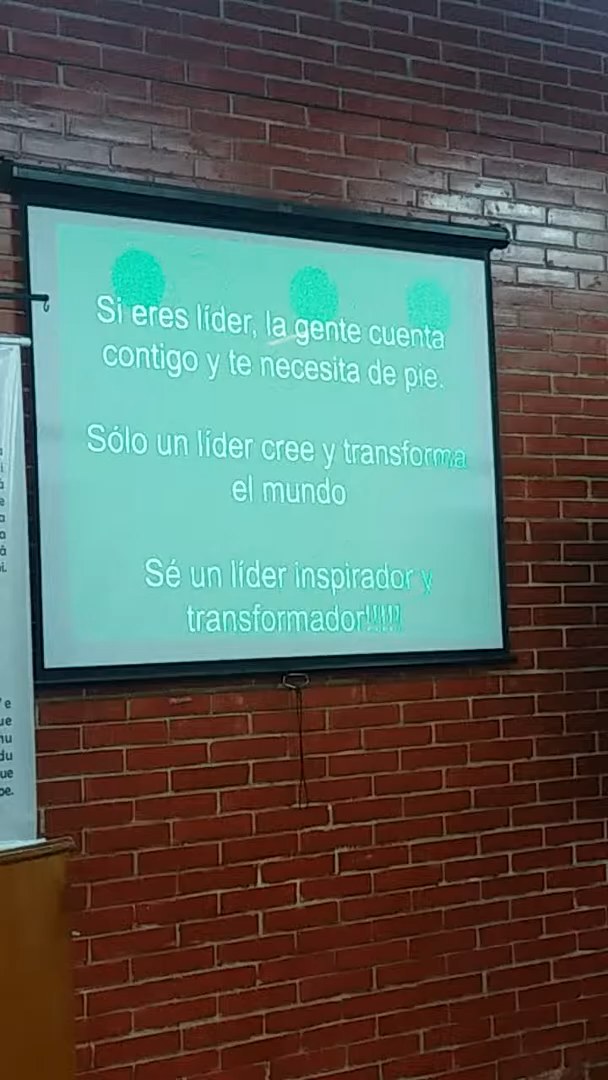 Si eres líder, la gente cuenta
contigo y te necesita de pie.
Sólo un líder cree y transforma
el mundo
Sé un líder inspirador y
transformador!!!!!